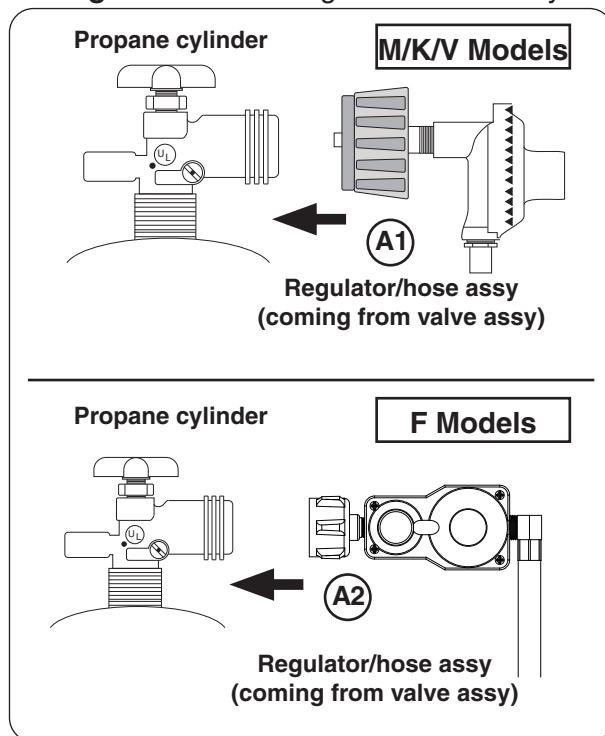 Propane cylinder
M/K/V Models
UL
A1
Regulator/hose assy
(coming from valve assy)
Propane cylinder
F Models
UL
A2
Regulator/hose assy
(coming from valve assy)